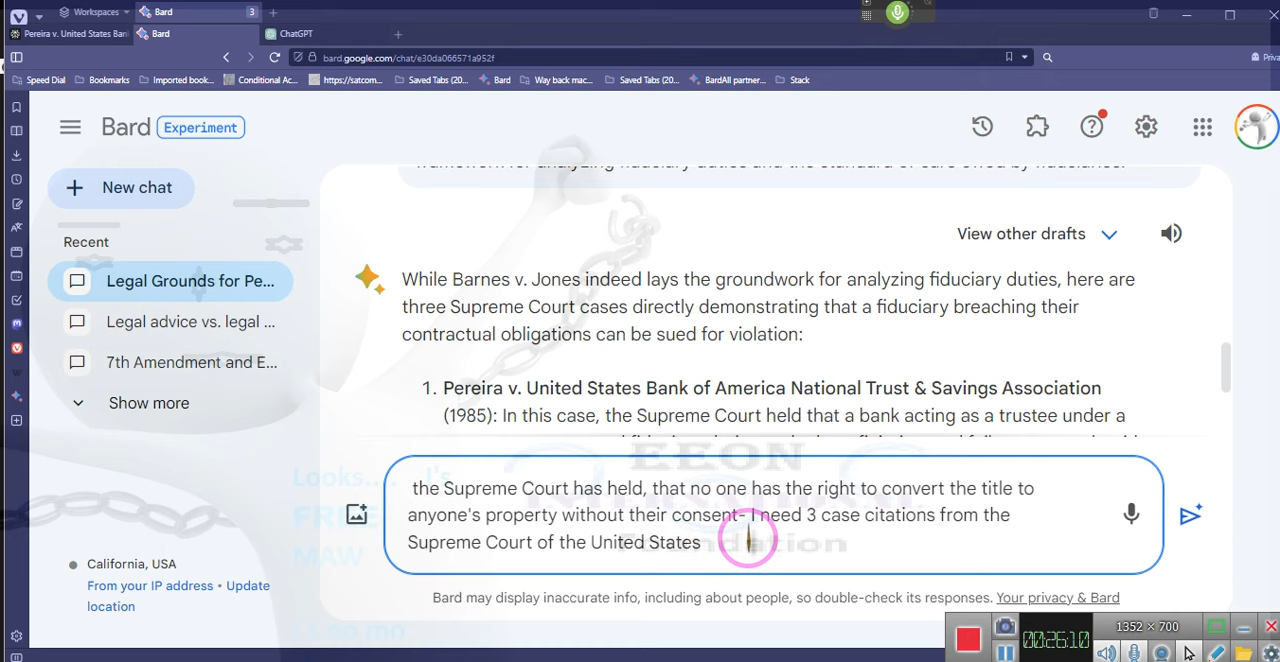 Workspaces
Bard
3
Pereira v. United States Ban
Bard
ChatGPT
bard.google.com/chat/e30da066571a952f
Priva
Speed Dial
Bookmarks
Imported book...
Conditional Ac...
https://satcom...
Saved Tabs (20...
Bard
Way back mac...
Saved Tabs (20...
BardAll partner...
Stack
Bard
Experiment
New chat
Recent
Legal Grounds for Pe...
Legal advice vs. legal ...
7th Amendment and E...
Show more
California, USA
From your IP address • Update
location
View other drafts
While Barnes v. Jones indeed lays the groundwork for analyzing fiduciary duties, here are
three Supreme Court cases directly demonstrating that a fiduciary breaching their
contractual obligations can be sued for violation:
1. Pereira v. United States Bank of America National Trust & Savings Association
(1985): In this case, the Supreme Court held that a bank acting as a trustee under a
the Supreme Court has held, that no one has the right to convert the title to
anyone's property without their consent- I need 3 case citations from the
Supreme Court of the United States
Bard may display inaccurate info, including about people, so double-check its responses. Your privacy & Bard
Looks.... I's
FREE
MAW
EEON
Foundation
1352 × 700
00:26:10